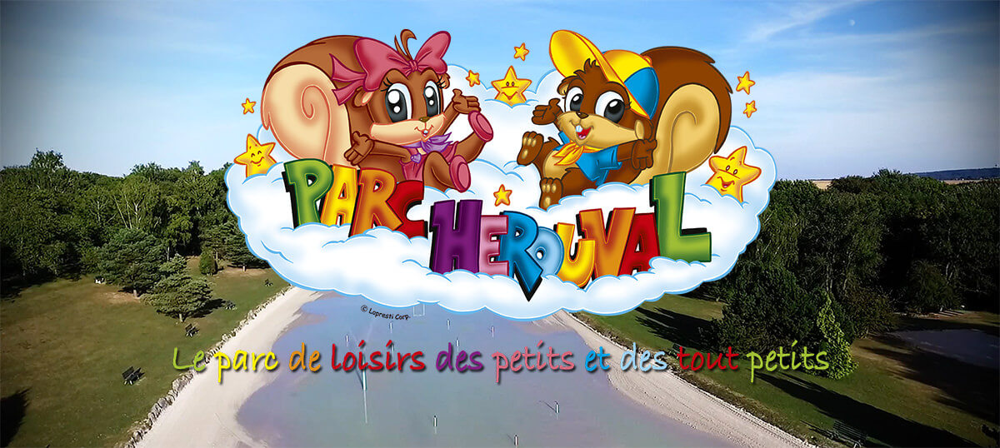 PARC
HEROUVAL
© Lopresti Corp.
Le parc de loisirs des petits et des tout petits